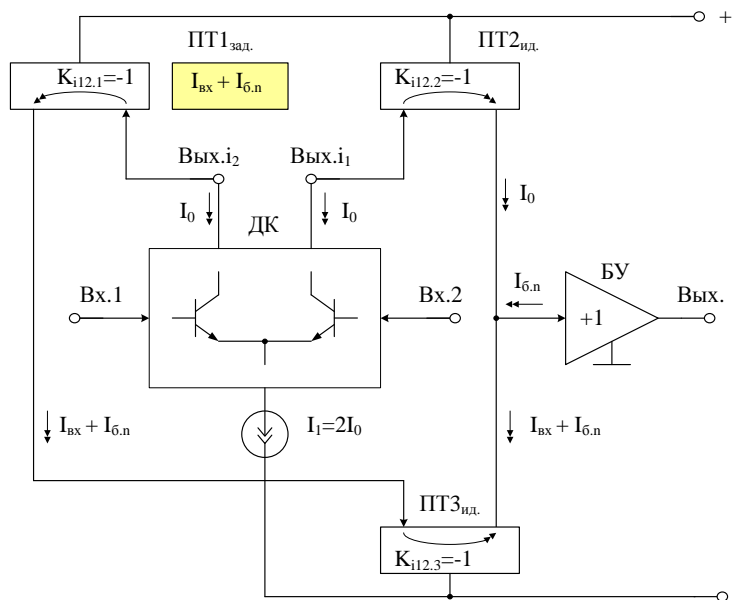 +
ПТ1зад.
ПТ2ид.
Ki12.1=-1
Iвх + Iб.п
Ki12.2=-1
Вых.i2
Вых.i1
I0
I0
I0
ДК
Iб.п
БУ
Вх.1
Вх.2
Вых.
+1
Iвх + Iб.п
I1=2I0
Iвх + Iб.п
ПТ3ид.
Ki12.3=-1